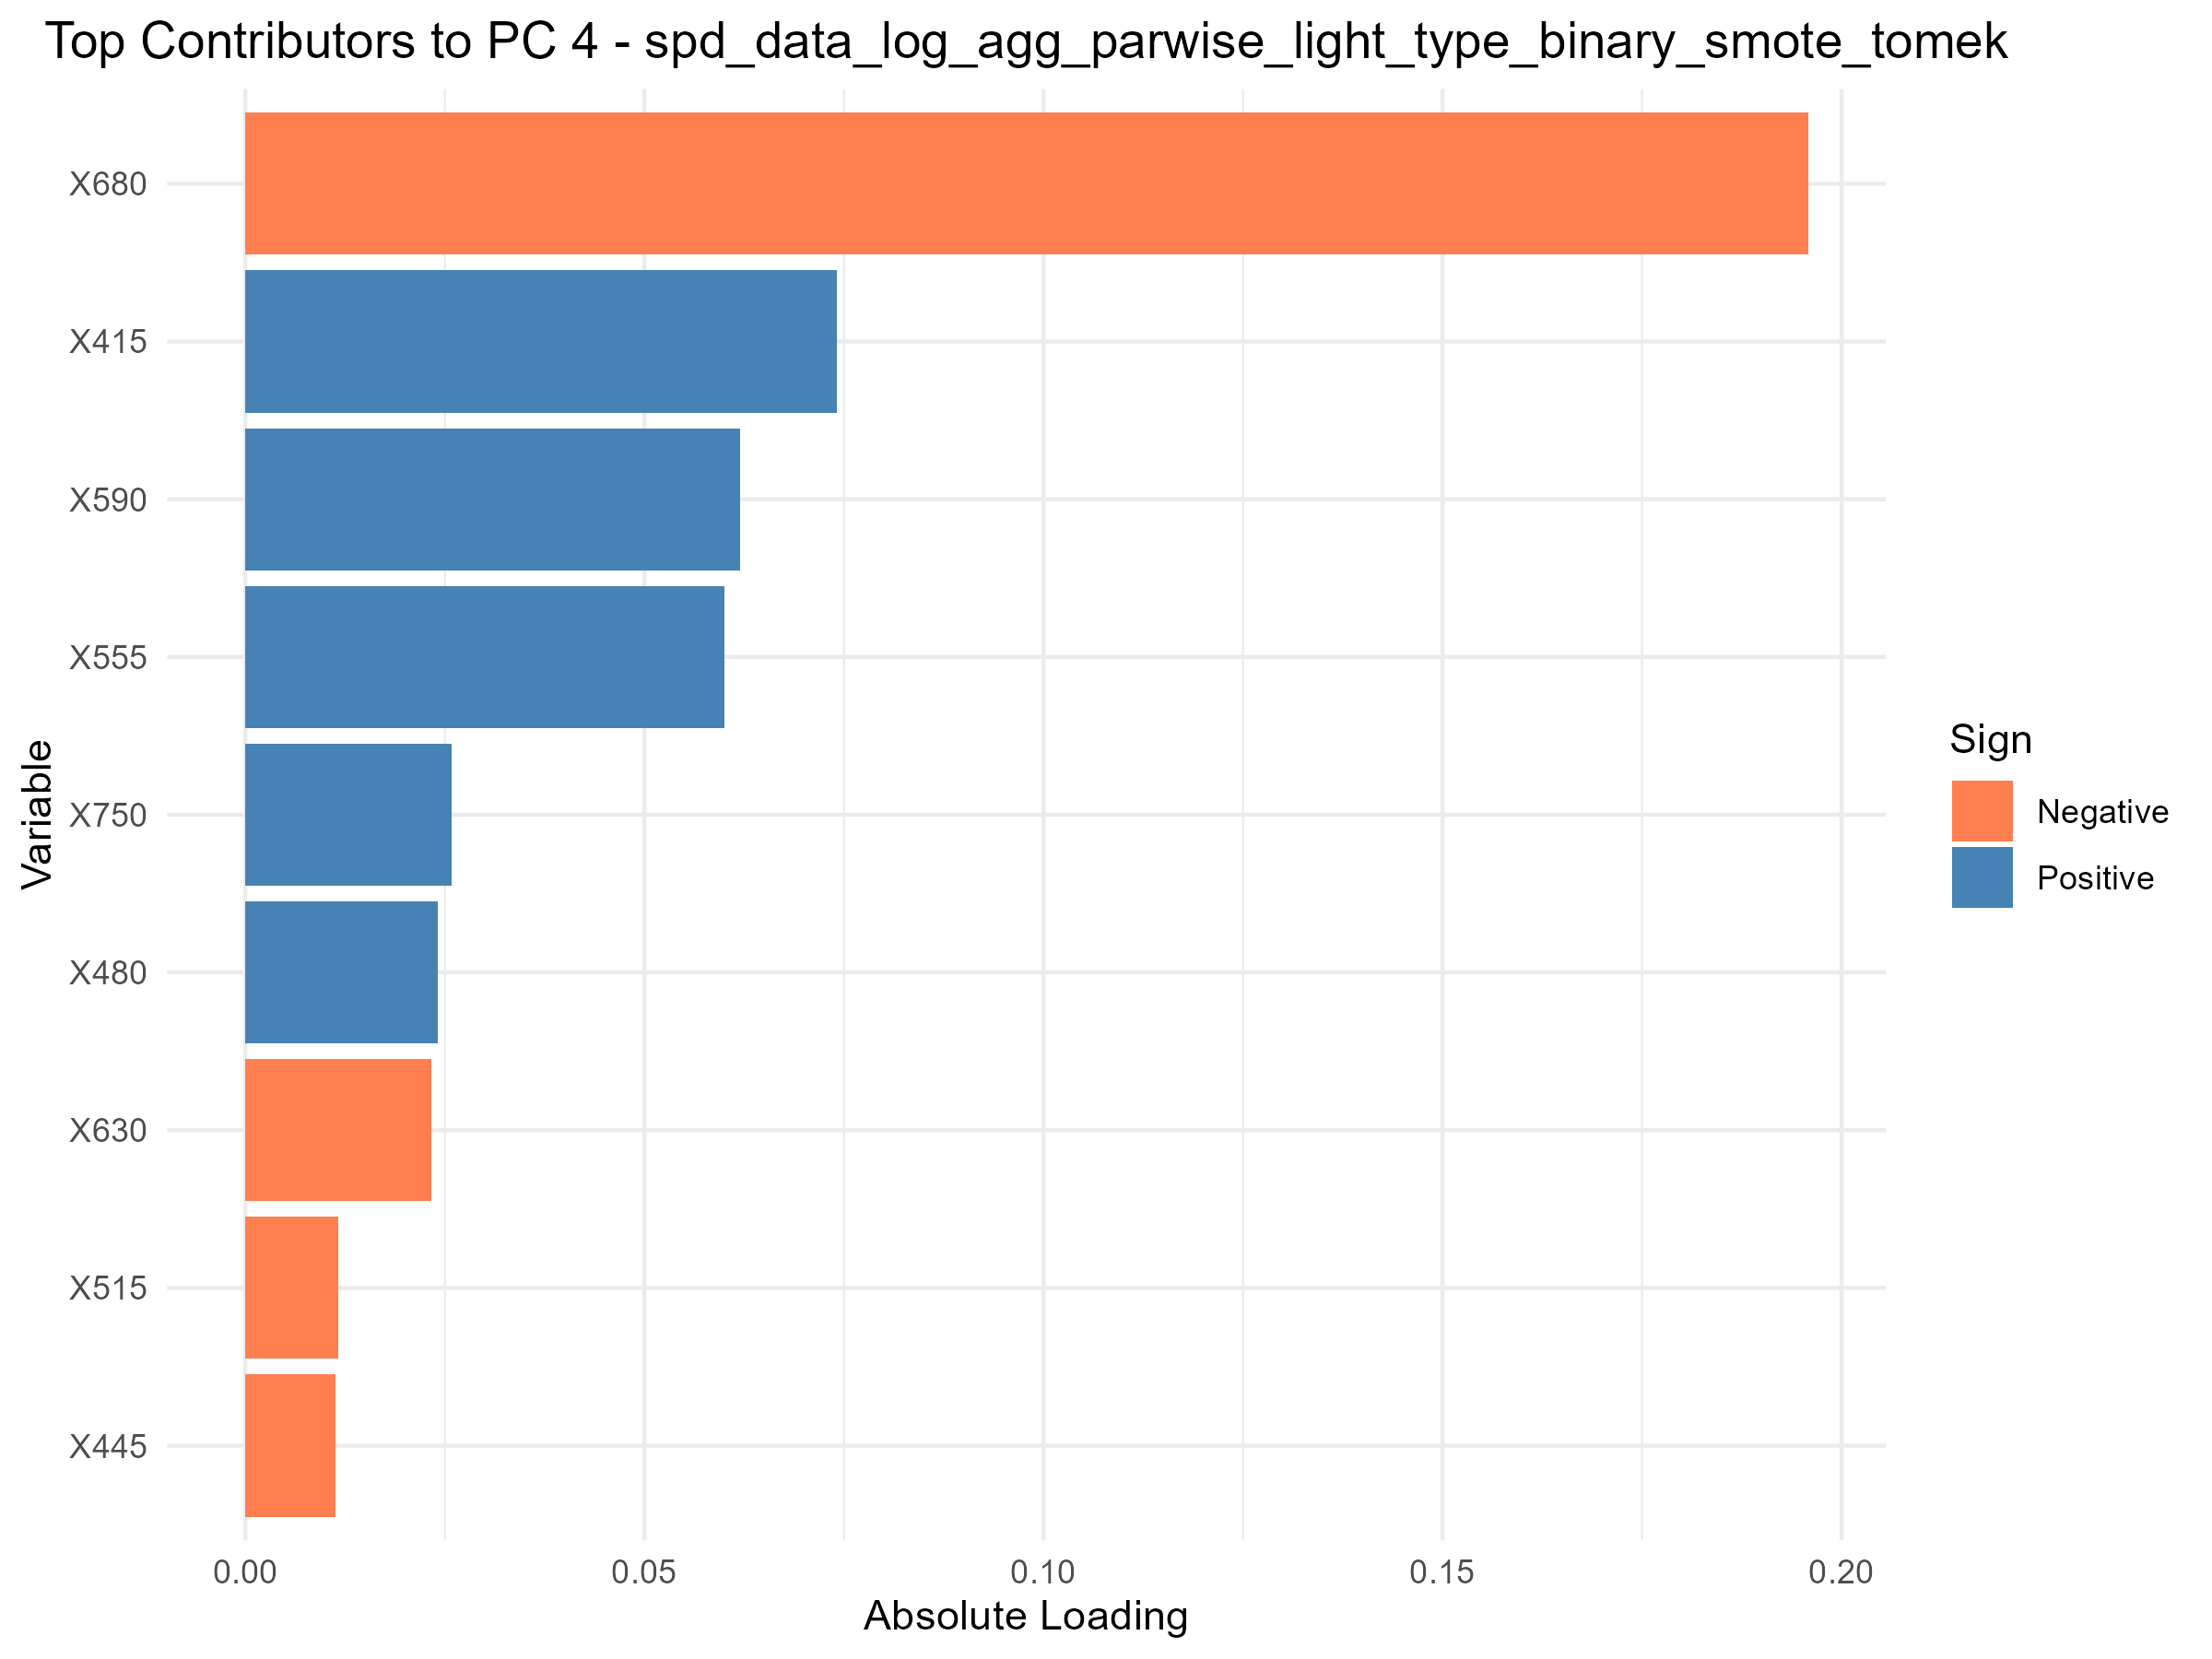 Top Contributors to PC 4 - spd_data_log_agg_parwise_light_type_binary_smote_tomek
X680
X415
X590
X555
X750
X480
X630
X515
X445
Variable
0.00 0.05 0.10 0.15 0.20
Absolute Loading
Sign
Negative
Positive